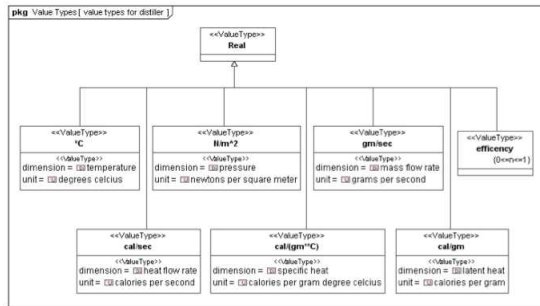 pkg Value Types [ value types for distiller ]
<<ValueType>>
Real
<<ValueType>>
°C
<<ValueType>>
dimension = temperature
unit = degrees celcius
<<ValueType>>
N/m^2
<<ValueType>>
dimension = pressure
unit = newtons per square meter
<<ValueType>>
gm/sec
<<ValueType>>
dimension = mass flow rate
unit = grams per second
<<ValueType>>
efficency
{0<=n<=1}
<<ValueType>>
cal/sec
<<ValueType>>
dimension = heat flow rate
unit = calories per second
<<ValueType>>
cal/(gm*°C)
<<ValueType>>
dimension = specific heat
unit = calories per gram degree celcius
<<ValueType>>
cal/gm
<<ValueType>>
dimension = latent heat
unit = calories per gram